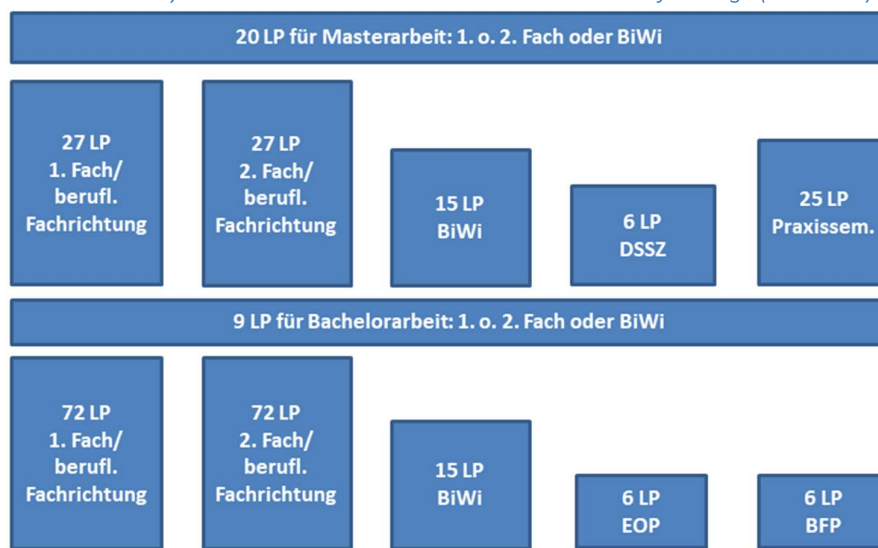 20 LP für Masterarbeit: 1. o. 2. Fach oder BiWi
27 LP
1. Fach/
berufl.
Fachrichtung
27 LP
2. Fach/
berufl.
Fachrichtung
15 LP
BiWi
6 LP
DSSZ
25 LP
Praxissem.
9 LP für Bachelorarbeit: 1. o. 2. Fach oder BiWi
72 LP
1. Fach/
berufl.
Fachrichtung
72 LP
2. Fach/
berufl.
Fachrichtung
15 LP
BiWi
6 LP
EOP
6 LP
BFP